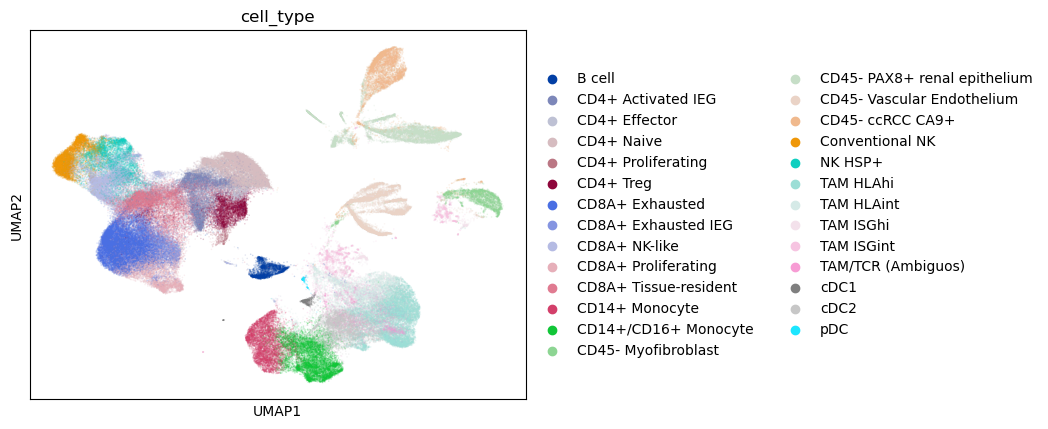 cell_type
UMAP2
UMAP1
B cell
CD4+ Activated IEG
CD4+ Effector
CD4+ Naive
CD4+ Proliferating
CD4+ Treg
CD8A+ Exhausted
CD8A+ Exhausted IEG
CD8A+ NK-like
CD8A+ Proliferating
CD8A+ Tissue-resident
CD14+ Monocyte
CD14+/CD16+ Monocyte
CD45- Myofibroblast
CD45- PAX8+ renal epithelium
CD45- Vascular Endothelium
CD45- ccRCC CA9+
Conventional NK
NK HSP+
TAM HLAhi
TAM HLAint
TAM ISGhi
TAM ISGint
TAM/TCR (Ambiguos)
cDC1
cDC2
pDC